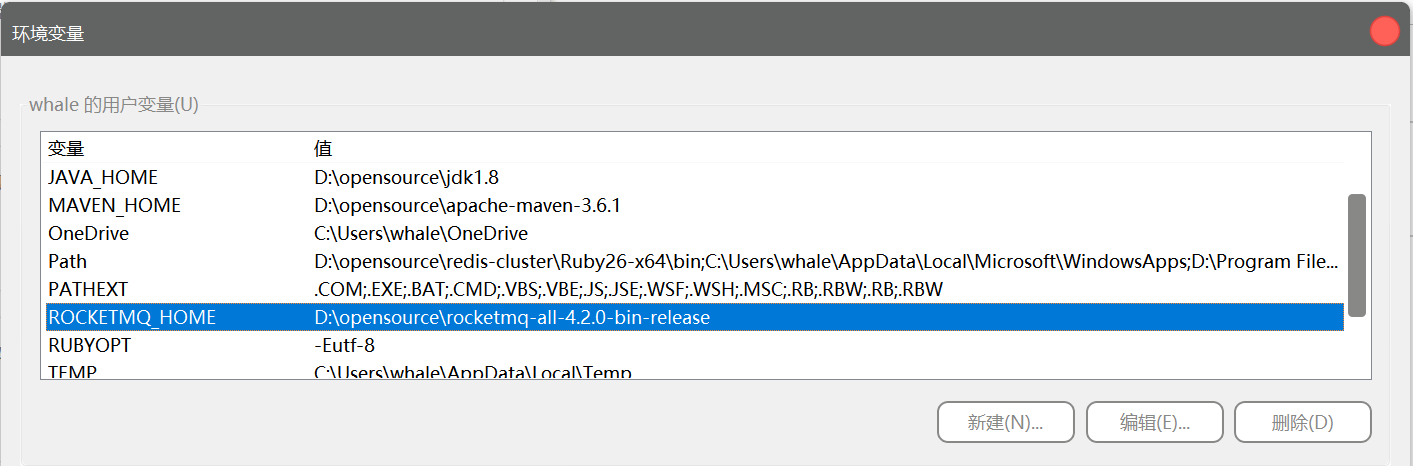 环境变量
whale 的用户变量(U)
变量 值
JAVA_HOME D:\opensource\jdk1.8
MAVEN_HOME D:\opensource\apache-maven-3.6.1
OneDrive C:\Users\whale\OneDrive
Path D:\opensource\redis-cluster\Ruby26-x64\bin;C:\Users\whale\AppData\Local\Microsoft\WindowsApps;D:\Program File...
PATHEXT .COM;.EXE;.BAT;.CMD;.VBS;.VBE;.JS;.JSE;.WSF;.WSH;.MSC;.RB;.RBW;.RB;.RBW
ROCKETMQ_HOME D:\opensource\rocketmq-all-4.2.0-bin-release
RUBYOPT -Eutf-8
TEMP C:\Users\whale\AppData\Local\Temp
新建(N)... 编辑(E)... 删除(D)